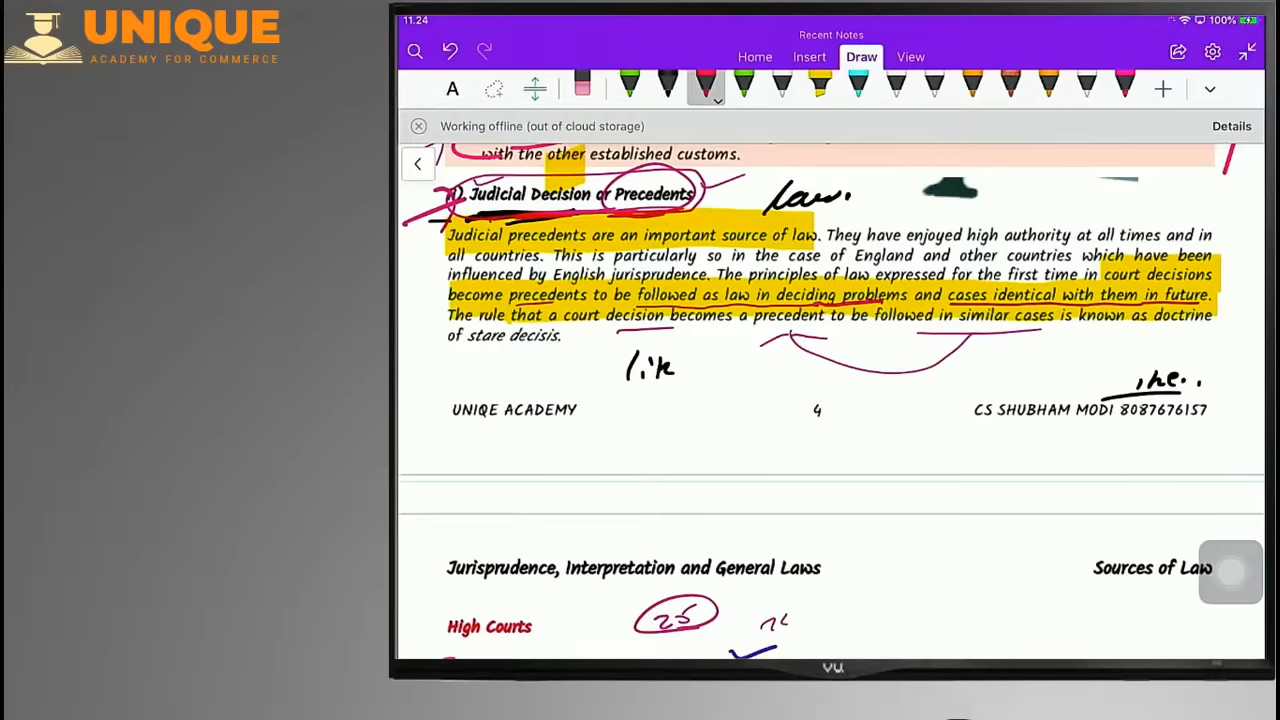 UNIQUE
ACADEMY FOR COMMERCE
11.24
100%
Recent Notes
Home Insert Draw View
A
Working offline (out of cloud storage) Details
with the other established customs.
Judicial Decision or Precedents
law.
Judicial precedents are an important source of law. They have enjoyed high authority at all times and in
all countries. This is particularly so in the case of England and other countries which have been
influenced by English jurisprudence. The principles of law expressed for the first time in court decisions
become precedents to be followed as law in deciding problems and cases identical with them in future.
The rule that a court decision becomes a precedent to be followed in similar cases is known as doctrine
of stare decisis.
UNIQE ACADEMY 4 CS SHUBHAM MODI 8087676157
Jurisprudence, Interpretation and General Laws Sources of Law
High Courts 25
vu